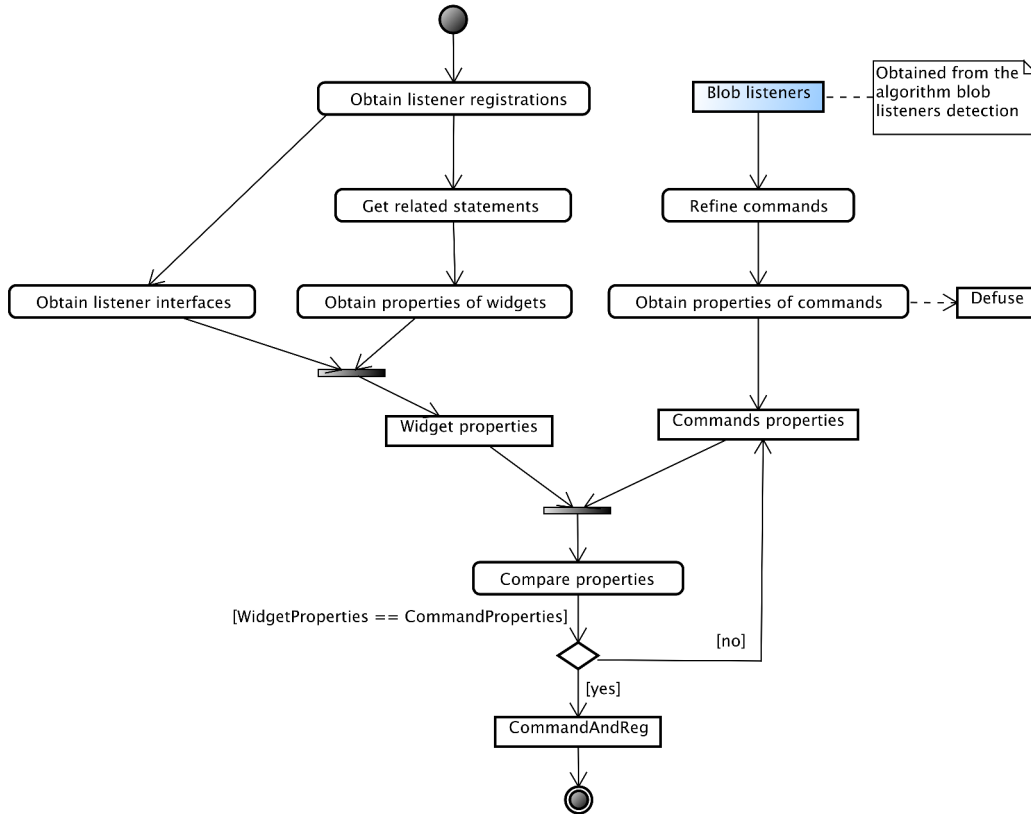 Obtain listener registrations
Blob listeners
Obtained from the
algorithm blob
listeners detection
Get related statements
Refine commands
Obtain listener interfaces
Obtain properties of widgets
Obtain properties of commands
Defuse
Widget properties
Commands properties
Compare properties
[WidgetProperties == CommandProperties]
[no]
[yes]
CommandAndReg